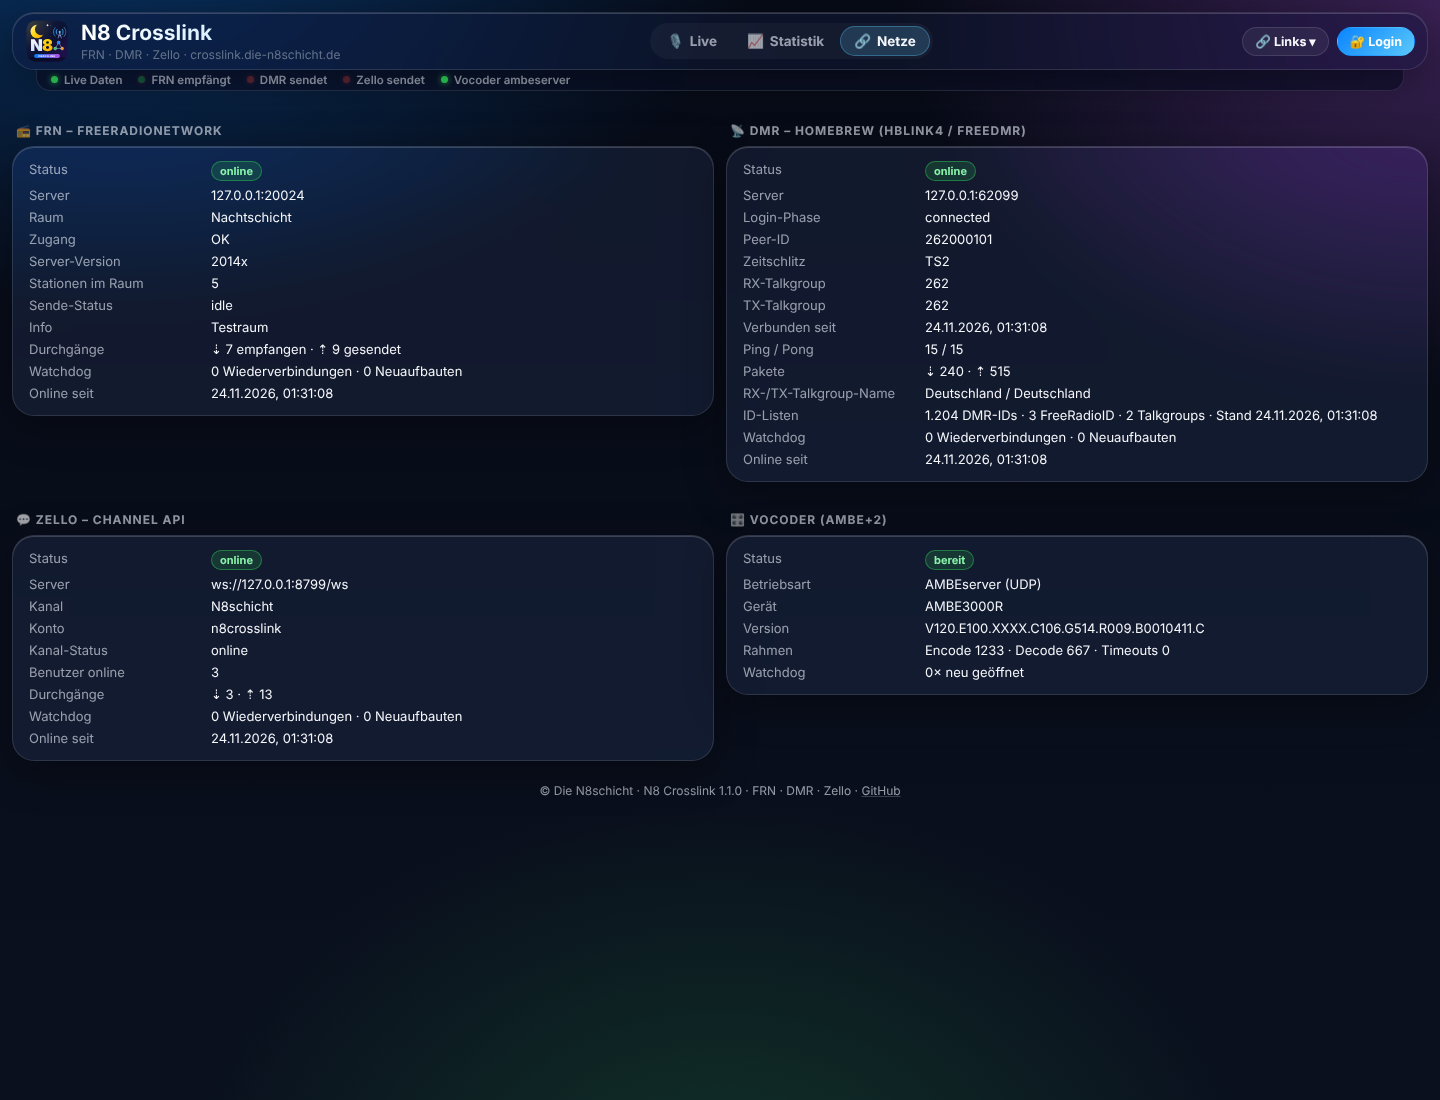 N8 Crosslink
FRN · DMR · Zello · crosslink.die-n8schicht.de
Live
Statistik
Netze
Links ▾
Login
Live Daten
FRN empfängt
DMR sendet
Zello sendet
Vocoder ambeserver
FRN – FREERADIONETWORK
Status online
Server 127.0.0.1:20024
Raum Nachtschicht
Zugang OK
Server-Version 2014x
Stationen im Raum 5
Sende-Status idle
Info Testraum
Durchgänge ↓ 7 empfangen · ↑ 9 gesendet
Watchdog 0 Wiederverbindungen · 0 Neuaufbauten
Online seit 24.11.2026, 01:31:08
DMR – HOMEBREW (HBLINK4 / FREEDMR)
Status online
Server 127.0.0.1:62099
Login-Phase connected
Peer-ID 262000101
Zeitschlitz TS2
RX-Talkgroup 262
TX-Talkgroup 262
Verbunden seit 24.11.2026, 01:31:08
Ping / Pong 15 / 15
Pakete ↓ 240 · ↑ 515
RX-/TX-Talkgroup-Name Deutschland / Deutschland
ID-Listen 1.204 DMR-IDs · 3 FreeRadioID · 2 Talkgroups · Stand 24.11.2026, 01:31:08
Watchdog 0 Wiederverbindungen · 0 Neuaufbauten
Online seit 24.11.2026, 01:31:08
ZELLO – CHANNEL API
Status online
Server ws://127.0.0.1:8799/ws
Kanal N8schicht
Konto n8crosslink
Kanal-Status online
Benutzer online 3
Durchgänge ↓ 3 · ↑ 13
Watchdog 0 Wiederverbindungen · 0 Neuaufbauten
Online seit 24.11.2026, 01:31:08
VOCODER (AMBE+2)
Status bereit
Betriebsart AMBEserver (UDP)
Gerät AMBE3000R
Version V120.E100.XXXX.C106.G514.R009.B0010411.C
Rahmen Encode 1233 · Decode 667 · Timeouts 0
Watchdog 0× neu geöffnet
© Die N8schicht · N8 Crosslink 1.1.0 · FRN · DMR · Zello · GitHub